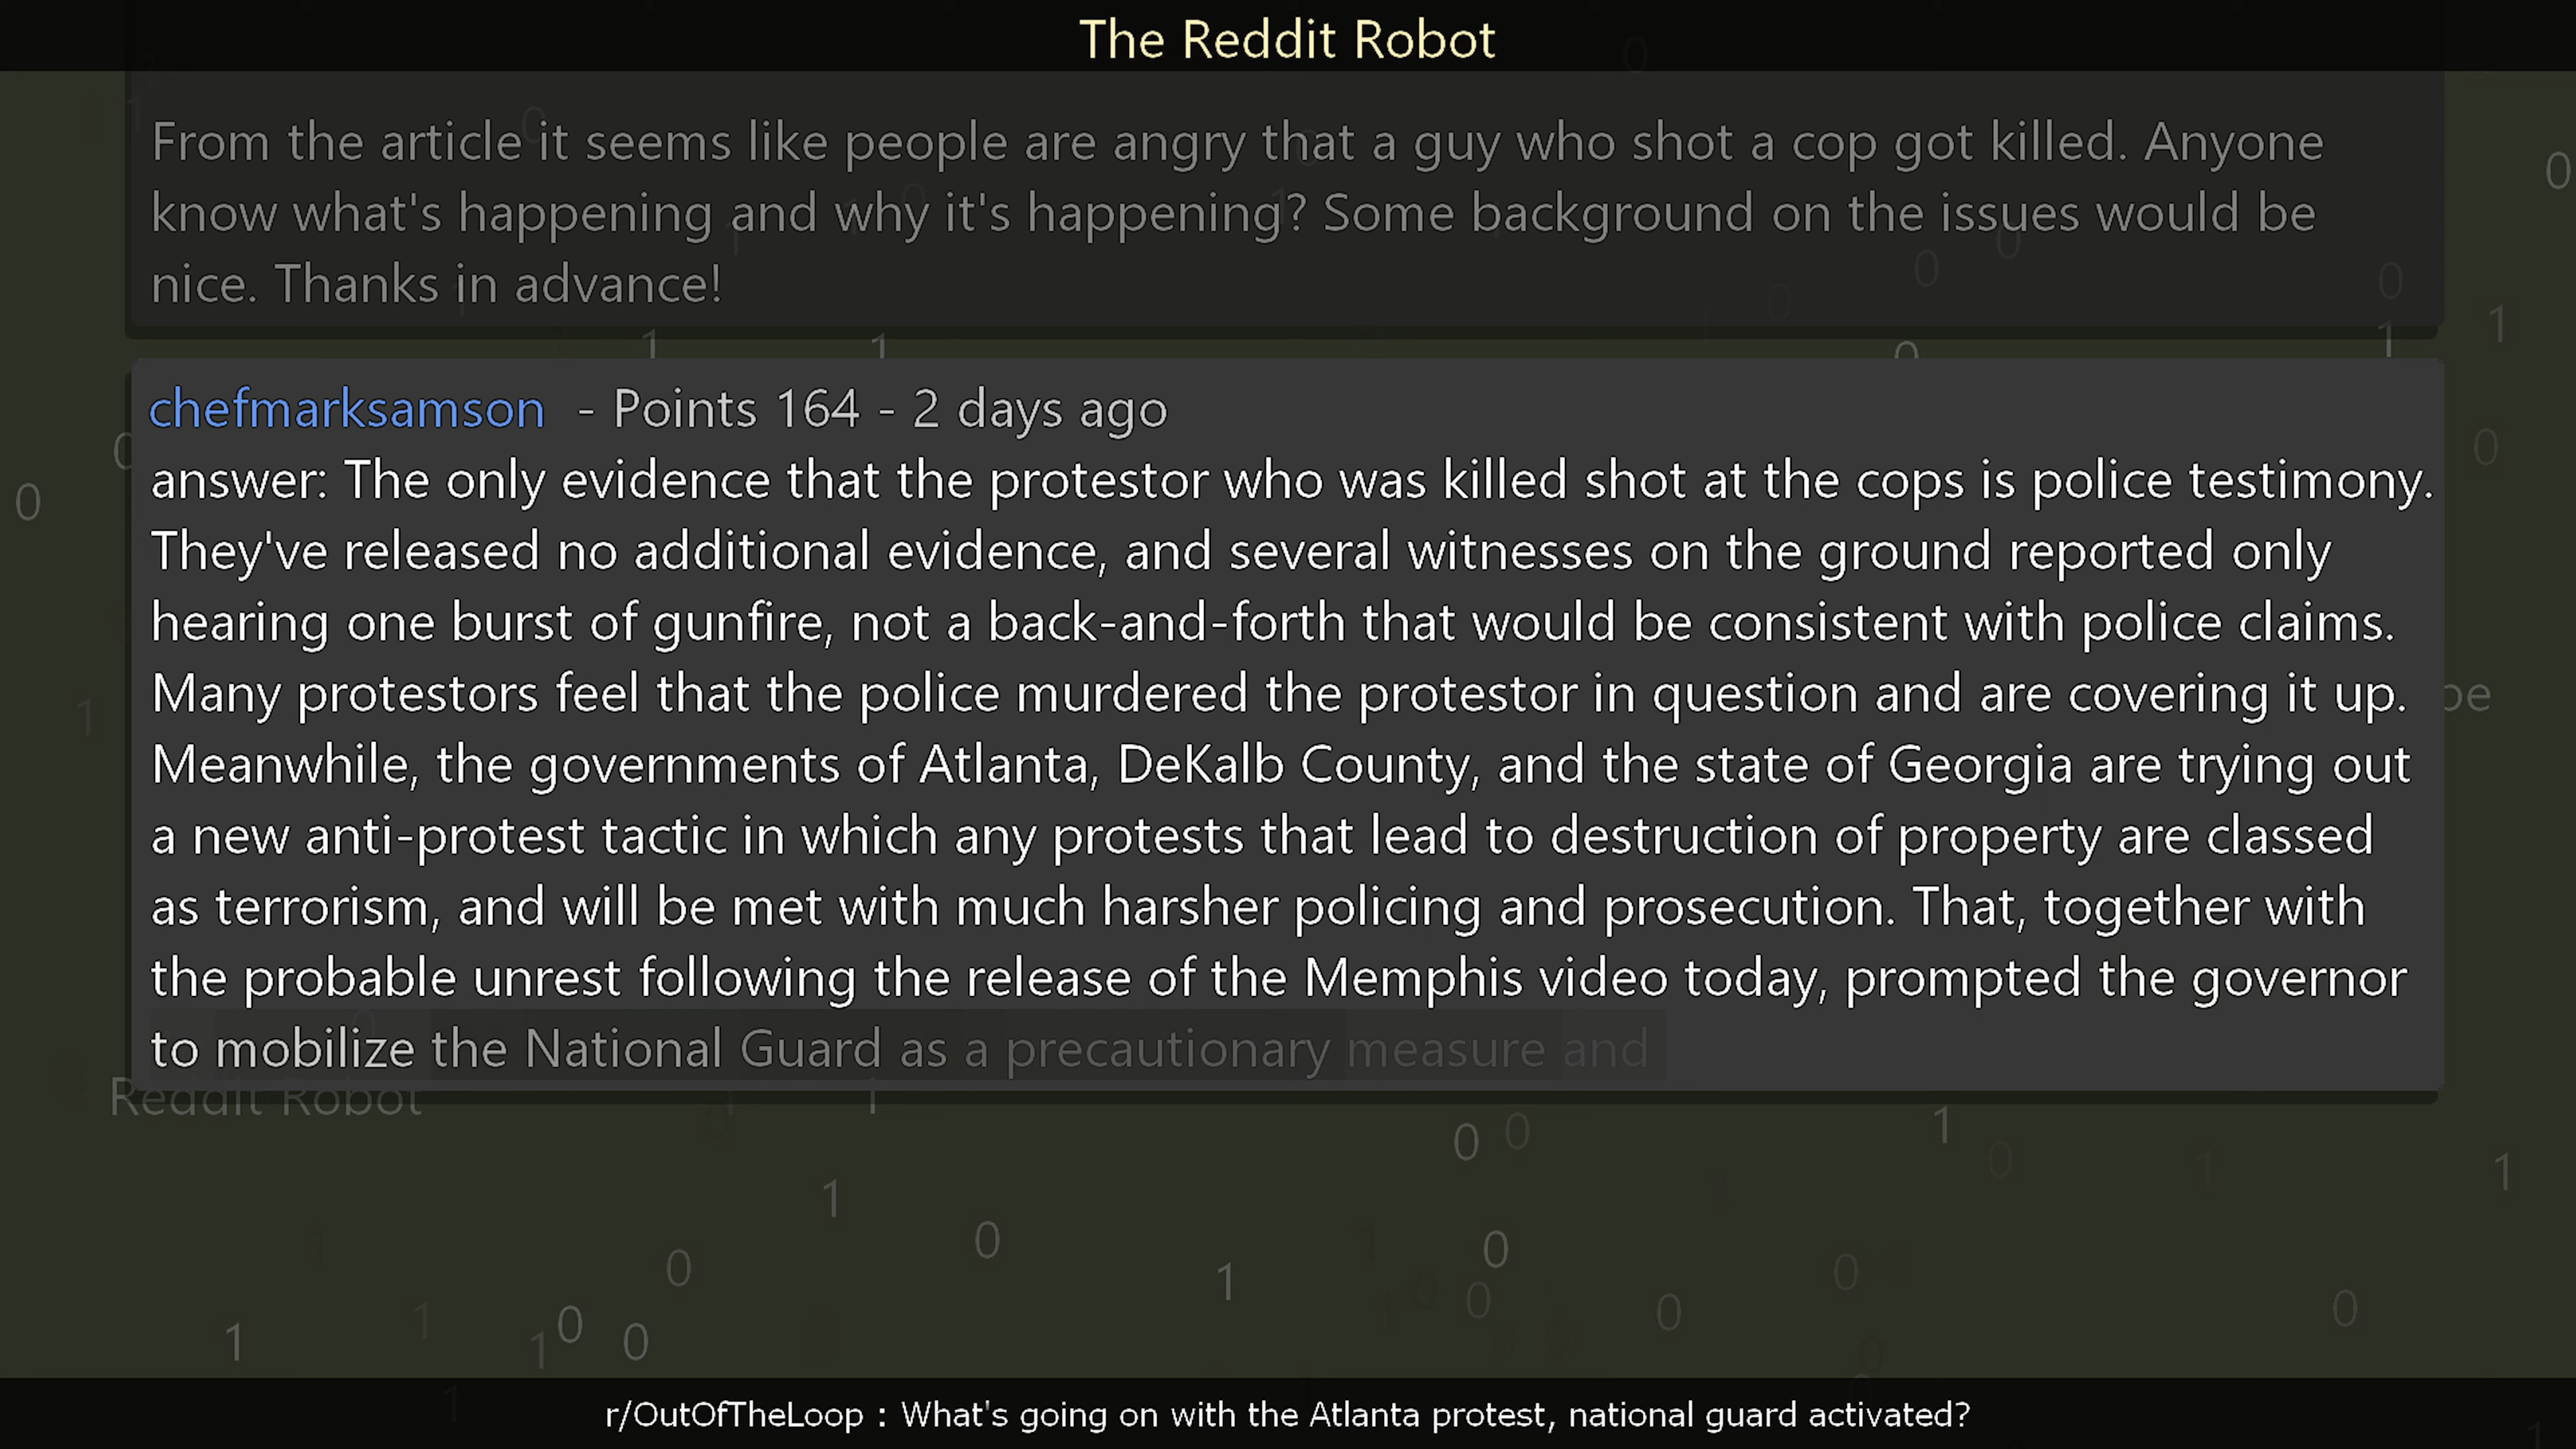 The Reddit Robot
From the article it seems like people are angry that a guy who shot a cop got killed. Anyone
know what's happening and why it's happening? Some background on the issues would be
nice. Thanks in advance!
chefmarksamson - Points 164 - 2 days ago
answer: The only evidence that the protestor who was killed shot at the cops is police testimony.
They've released no additional evidence, and several witnesses on the ground reported only
hearing one burst of gunfire, not a back-and-forth that would be consistent with police claims.
Many protestors feel that the police murdered the protestor in question and are covering it up.
Meanwhile, the governments of Atlanta, DeKalb County, and the state of Georgia are trying out
a new anti-protest tactic in which any protests that lead to destruction of property are classed
as terrorism, and will be met with much harsher policing and prosecution. That, together with
the probable unrest following the release of the Memphis video today, prompted the governor
to mobilize the National Guard as a precautionary measure and
Reddit Robot
r/OutOfTheLoop : What's going on with the Atlanta protest, national guard activated?